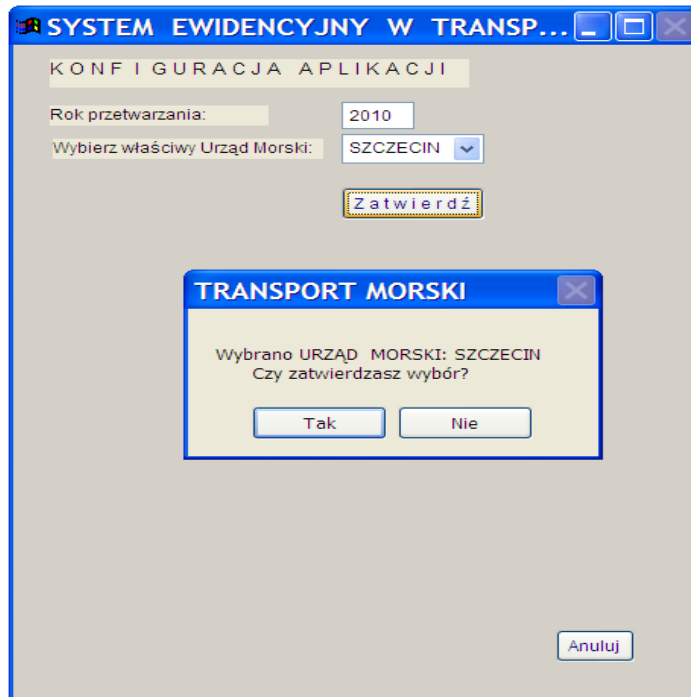 SYSTEM EWIDENCYJNY W TRANSP...
KONFIGURACJA APLIKACJI
Rok przetwarzania: 2010
Wybierz właściwy Urząd Morski: SZCZECIN
Zatwierdź
TRANSPORT MORSKI
Wybrano URZĄD MORSKI: SZCZECIN
Czy zatwierdzasz wybór?
Tak Nie
Anuluj